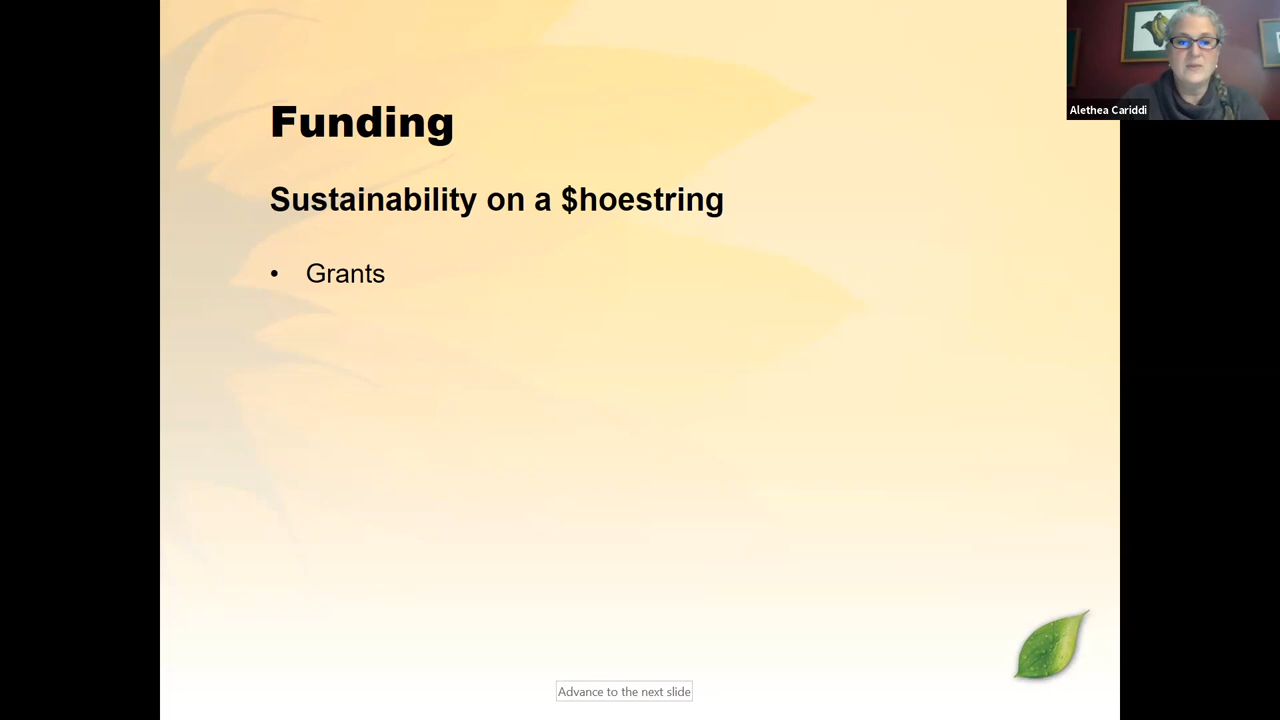 Funding
Sustainability on a $hoestring
• Grants
Alethea Cariddi
Advance to the next slide